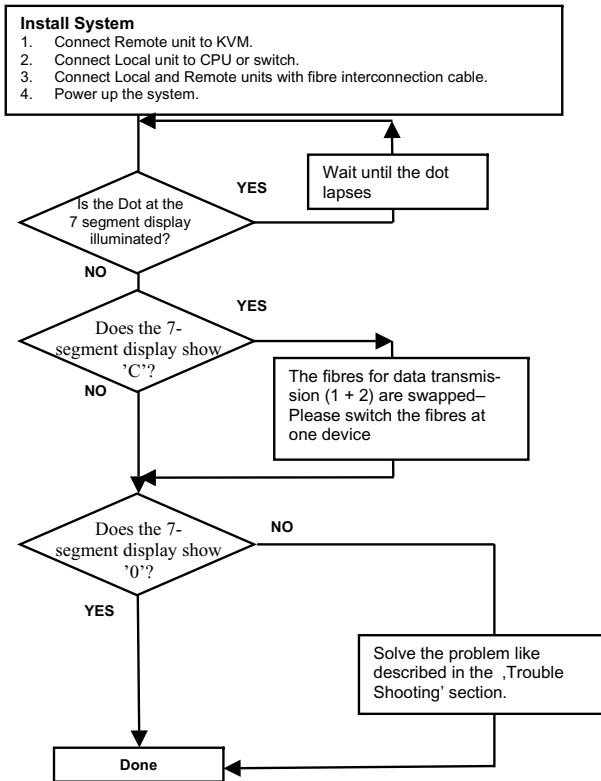 Install System
1. Connect Remote unit to KVM.
2. Connect Local unit to CPU or switch.
3. Connect Local and Remote units with fibre interconnection cable.
4. Power up the system.
Wait until the dot
lapses
YES
Is the Dot at the
7 segment display
illuminated?
NO
YES
Does the 7-
segment display show
’C’?
NO
The fibres for data transmis-
sion (1 + 2) are swapped–
Please switch the fibres at
one device
Does the 7-
segment display show
’0’?
NO
YES
Solve the problem like
described in the ‚Trouble
Shooting’ section.
Done